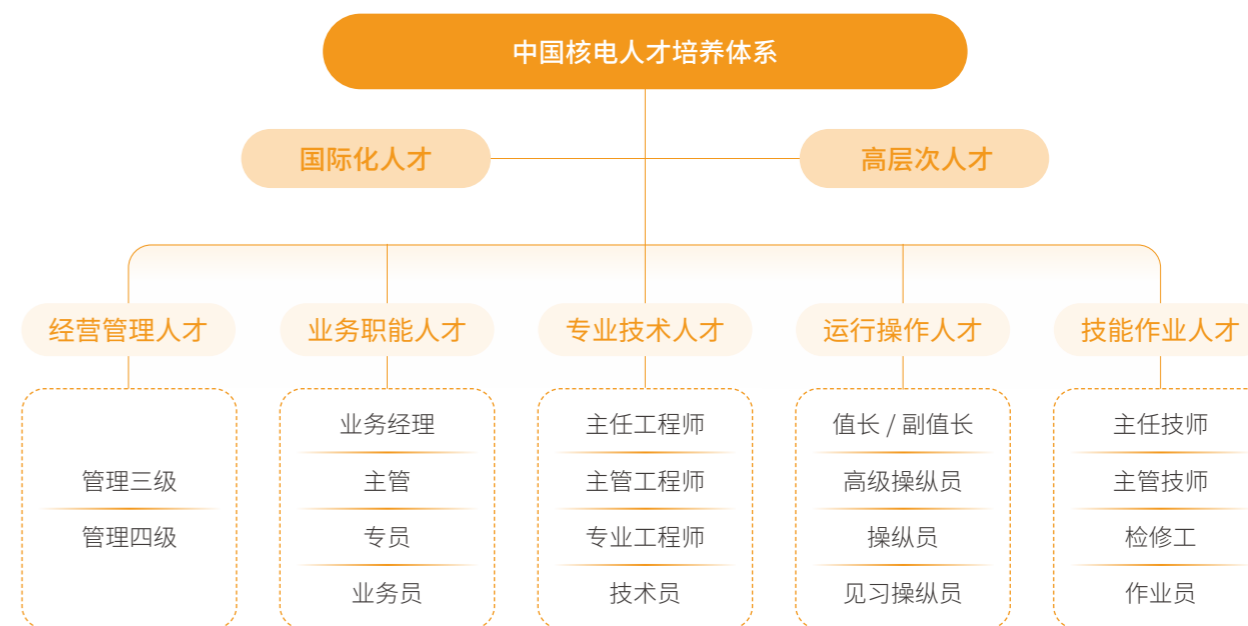 中国核电人才培养体系
国际化人才
高层次人才
经营管理人才
业务职能人才
专业技术人才
运行操作人才
技能作业人才
管理三级
管理四级
业务经理
主管
专员
业务员
主任工程师
主管工程师
专业工程师
技术员
值长 / 副值长
高级操纵员
操纵员
见习操纵员
主任技师
主管技师
检修工
作业员